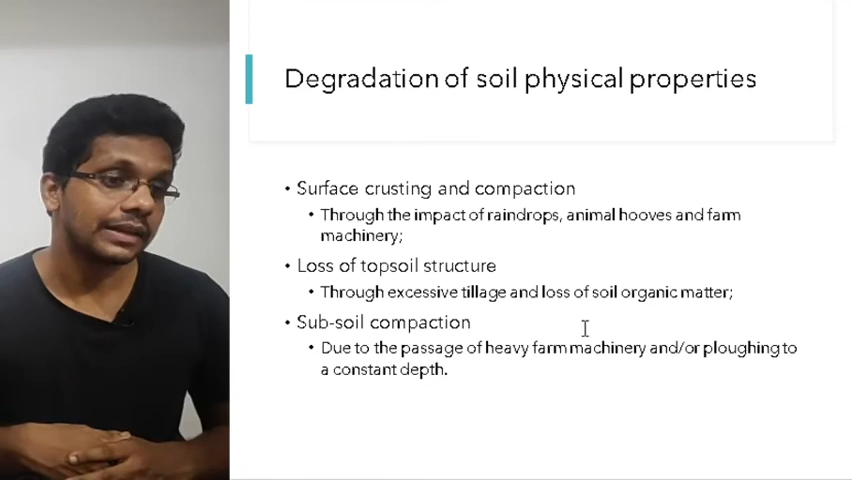 Degradation of soil physical properties
• Surface crusting and compaction
• Through the impact of raindrops, animal hooves and farm
machinery;
• Loss of topsoil structure
• Through excessive tillage and loss of soil organic matter;
• Sub-soil compaction
• Due to the passage of heavy farm machinery and/or ploughing to
a constant depth.